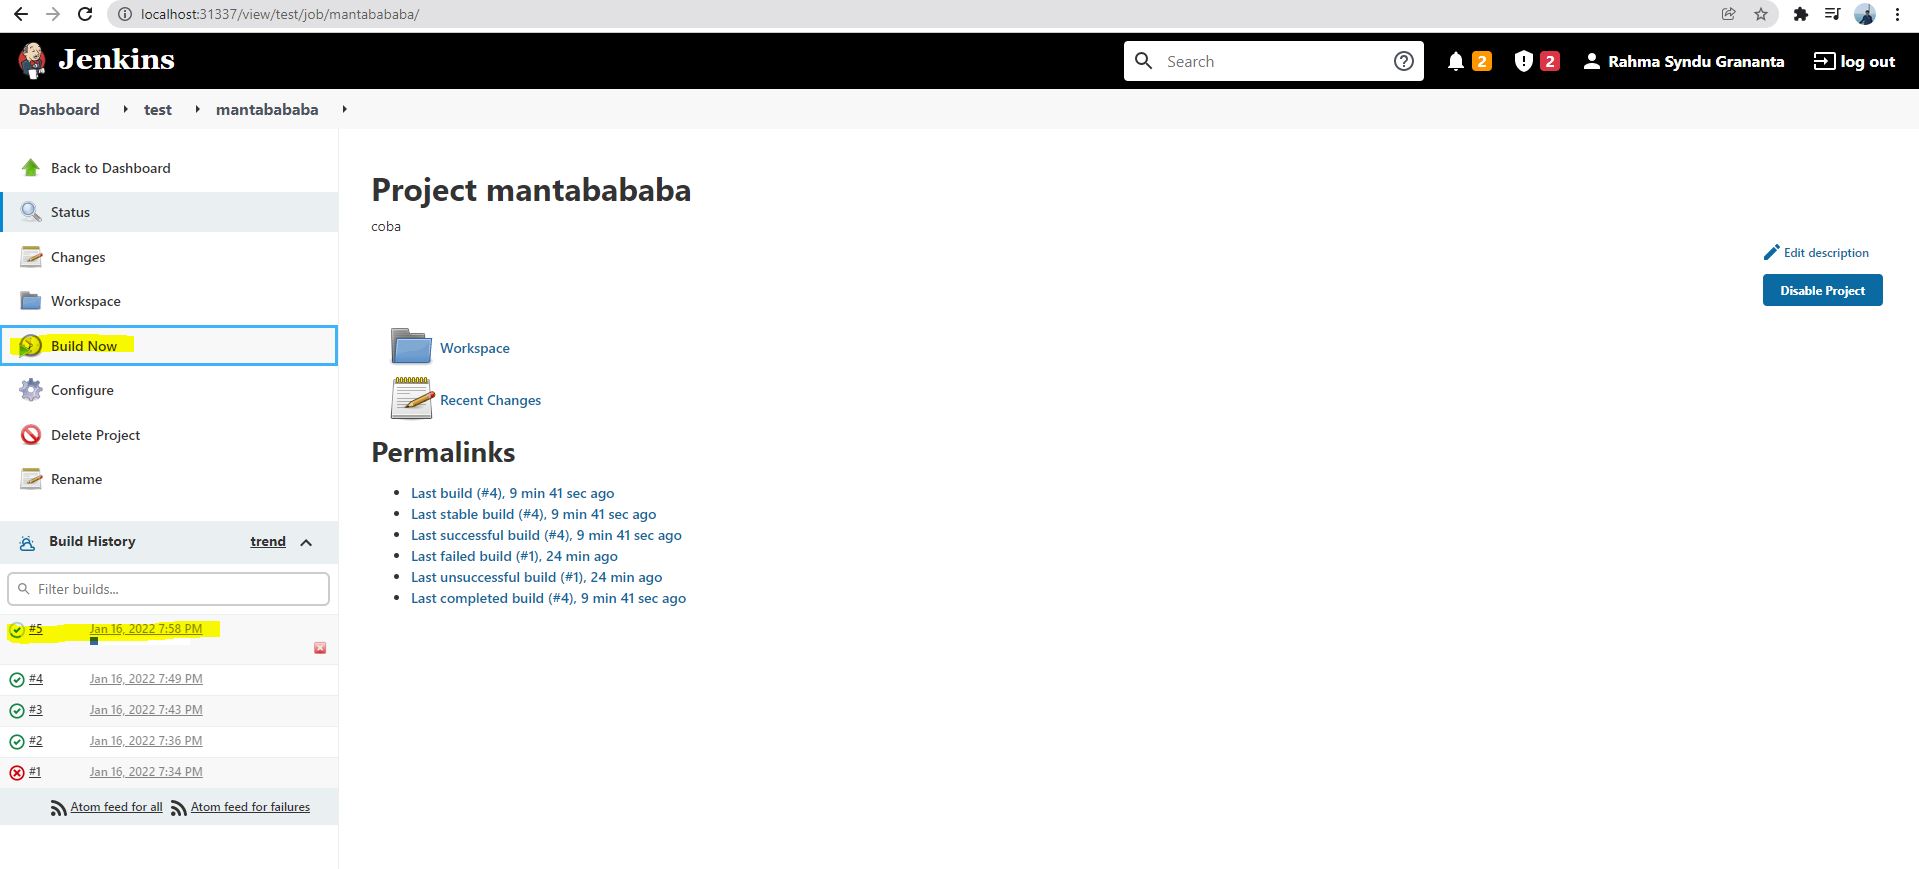 localhost:31337/view/test/job/mantabababa/
Jenkins
Search
2
2
Rahma Syndu Grananta
log out
Dashboard
test
mantabababa
Back to Dashboard
Status
Changes
Workspace
Build Now
Configure
Delete Project
Rename
Build History
trend
Filter builds...
#5 Jan 16, 2022 7:58 PM
#4 Jan 16, 2022 7:49 PM
#3 Jan 16, 2022 7:43 PM
#2 Jan 16, 2022 7:36 PM
#1 Jan 16, 2022 7:34 PM
Atom feed for all Atom feed for failures
Project mantabababa
coba
Edit description
Disable Project
Workspace
Recent Changes
Permalinks
Last build (#4), 9 min 41 sec ago
Last stable build (#4), 9 min 41 sec ago
Last successful build (#4), 9 min 41 sec ago
Last failed build (#1), 24 min ago
Last unsuccessful build (#1), 24 min ago
Last completed build (#4), 9 min 41 sec ago